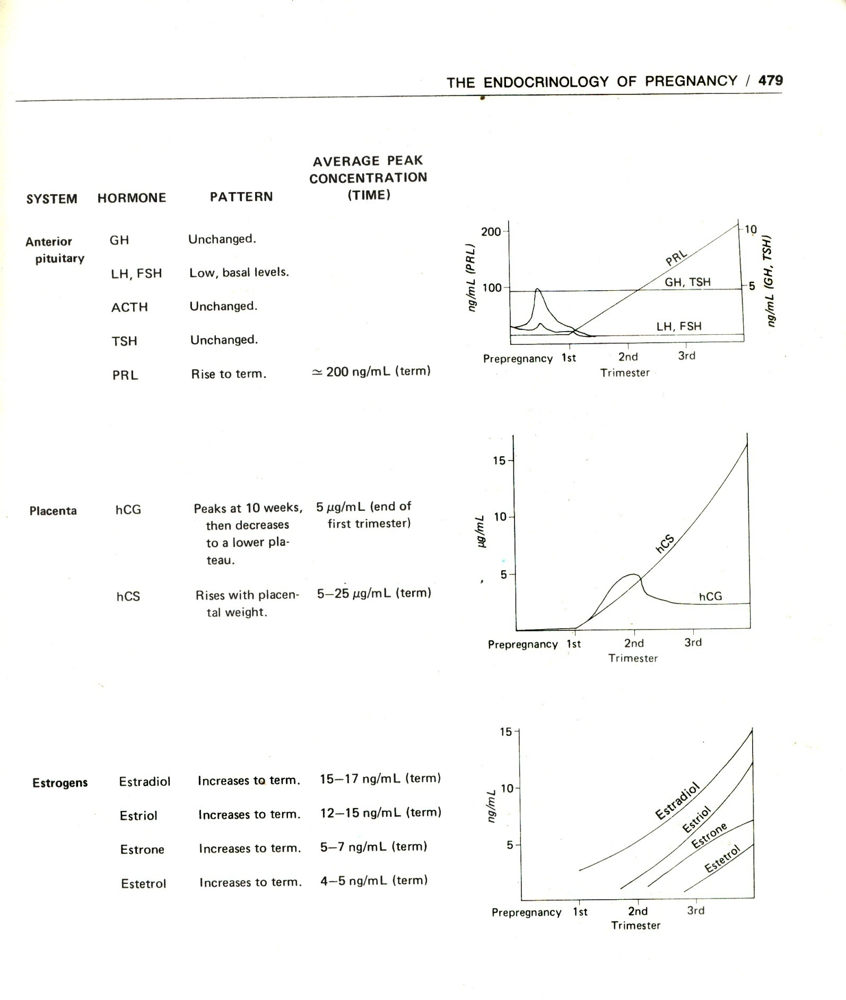 THE ENDOCRINOLOGY OF PREGNANCY / 479
AVERAGE PEAK
CONCENTRATION
SYSTEM HORMONE PATTERN (TIME)
Anterior GH Unchanged.
pituitary
LH, FSH Low, basal levels.
ACTH Unchanged.
TSH Unchanged.
PRL Rise to term. ≃ 200 ng/mL (term)
200
100
ng/mL (PRL)
PRL
GH, TSH
LH, FSH
10
5
ng/mL (GH, TSH)
Prepregnancy 1st 2nd 3rd
Trimester
Placenta hCG Peaks at 10 weeks, 5 µg/mL (end of
then decreases first trimester)
to a lower pla-
teau.
hCS Rises with placen- 5–25 µg/mL (term)
tal weight.
15
10
5
µg/mL
hCS
hCG
Prepregnancy 1st 2nd 3rd
Trimester
Estrogens Estradiol Increases to term. 15–17 ng/mL (term)
Estriol Increases to term. 12–15 ng/mL (term)
Estrone Increases to term. 5–7 ng/mL (term)
Estetrol Increases to term. 4–5 ng/mL (term)
15
10
5
ng/mL
Estradiol
Estriol
Estrone
Estetrol
Prepregnancy 1st 2nd 3rd
Trimester